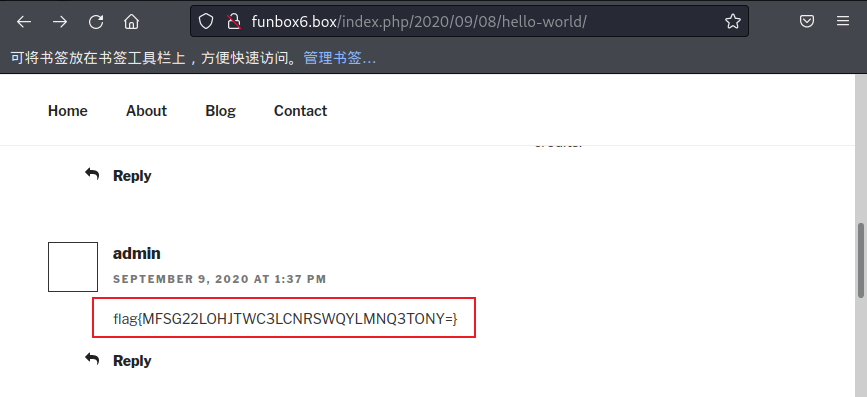 funbox6.box/index.php/2020/09/08/hello-world/
可将书签放在书签工具栏上，方便快速访问。管理书签…
Home About Blog Contact
Reply
admin
SEPTEMBER 9, 2020 AT 1:37 PM
flag{MFSG22LOHJTWC3LCNRSWQYLMNQ3TONY=}
Reply